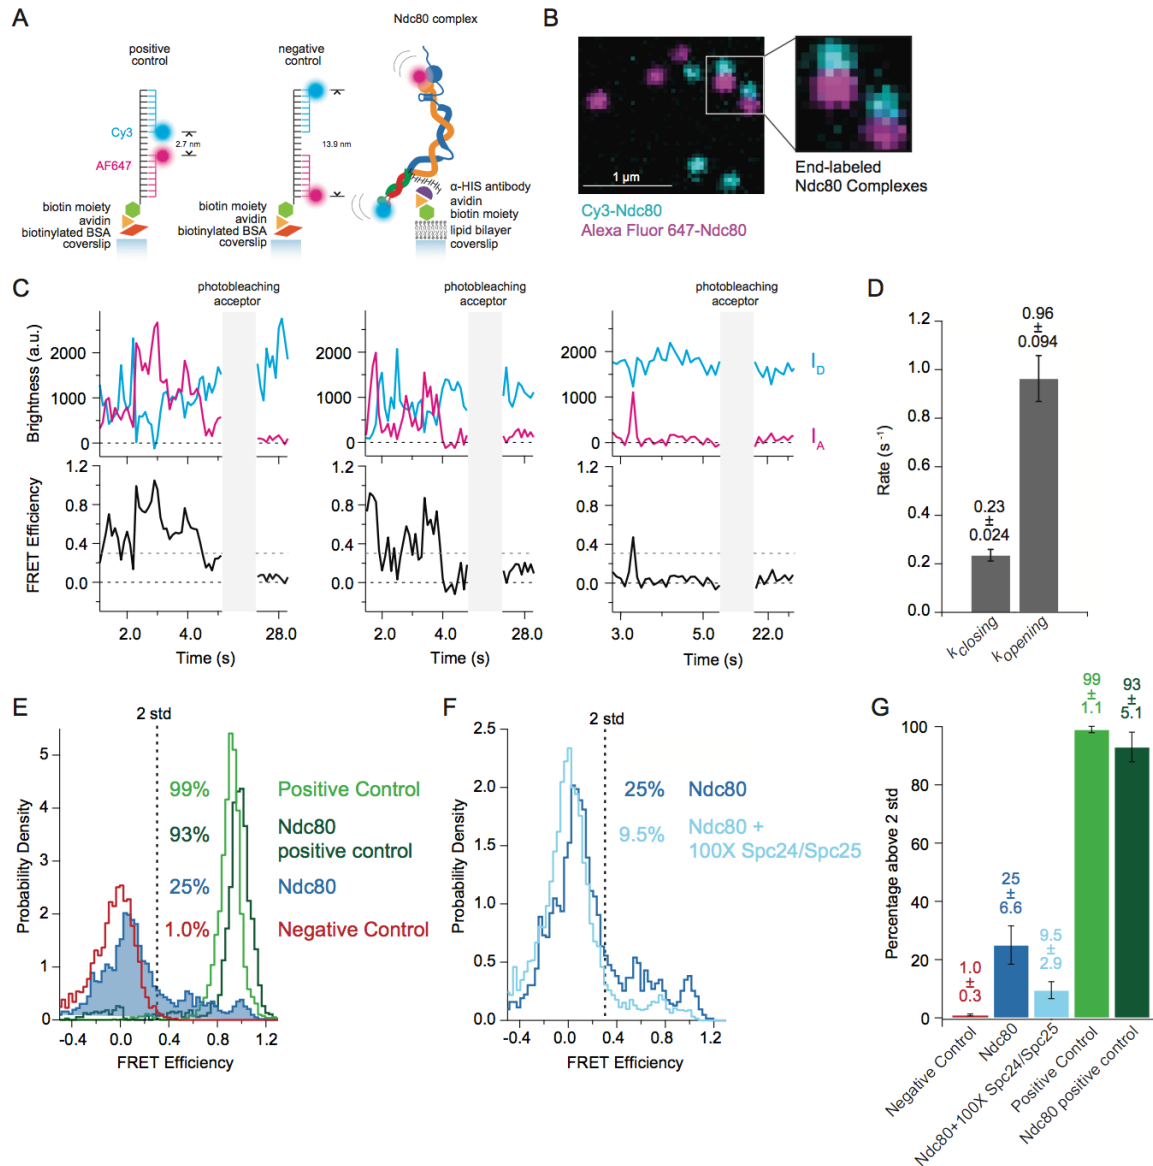 A
positive
control
Cy3
AF647
2.7 nm
biotin moiety
avidin
biotinylated BSA
coverslip
negative
control
13.9 nm
biotin moiety
avidin
biotinylated BSA
coverslip
Ndc80 complex
α-HIS antibody
avidin
biotin moiety
lipid bilayer
coverslip
B
1 µm
End-labeled
Ndc80 Complexes
Cy3-Ndc80
Alexa Fluor 647-Ndc80
C
photobleaching
acceptor
photobleaching
acceptor
photobleaching
acceptor
Brightness (a.u.)
2000
1000
0
2000
1000
0
2000
1000
0
I D
I A
FRET Efficiency
1.2
0.8
0.4
0.0
1.2
0.8
0.4
0.0
1.2
0.8
0.4
0.0
2.0 4.0 28.0
Time (s)
2.0 4.0 28.0
Time (s)
3.0 5.0 22.0
Time (s)
D
Rate (s -1)
1.2
1.0
0.8
0.6
0.4
0.2
0.0
0.23
±
0.024
0.96
±
0.094
k closing
k opening
E
2 std
Probability Density
5
4
3
2
1
0
99% Positive Control
93% Ndc80
positive control
25% Ndc80
1.0% Negative Control
-0.4 0.0 0.4 0.8 1.2
FRET Efficiency
F
2 std
Probability Density
2.5
2.0
1.5
1.0
0.5
0.0
25% Ndc80
9.5% Ndc80 +
100X Spc24/Spc25
-0.4 0.0 0.4 0.8 1.2
FRET Efficiency
G
Percentage above 2 std
100
80
60
40
20
0
1.0
±
0.3
25
±
6.6
9.5
±
2.9
99
±
1.1
93
±
5.1
Negative Control
Ndc80
Ndc80+100X Spc24/Spc25
Positive Control
Ndc80 positive control